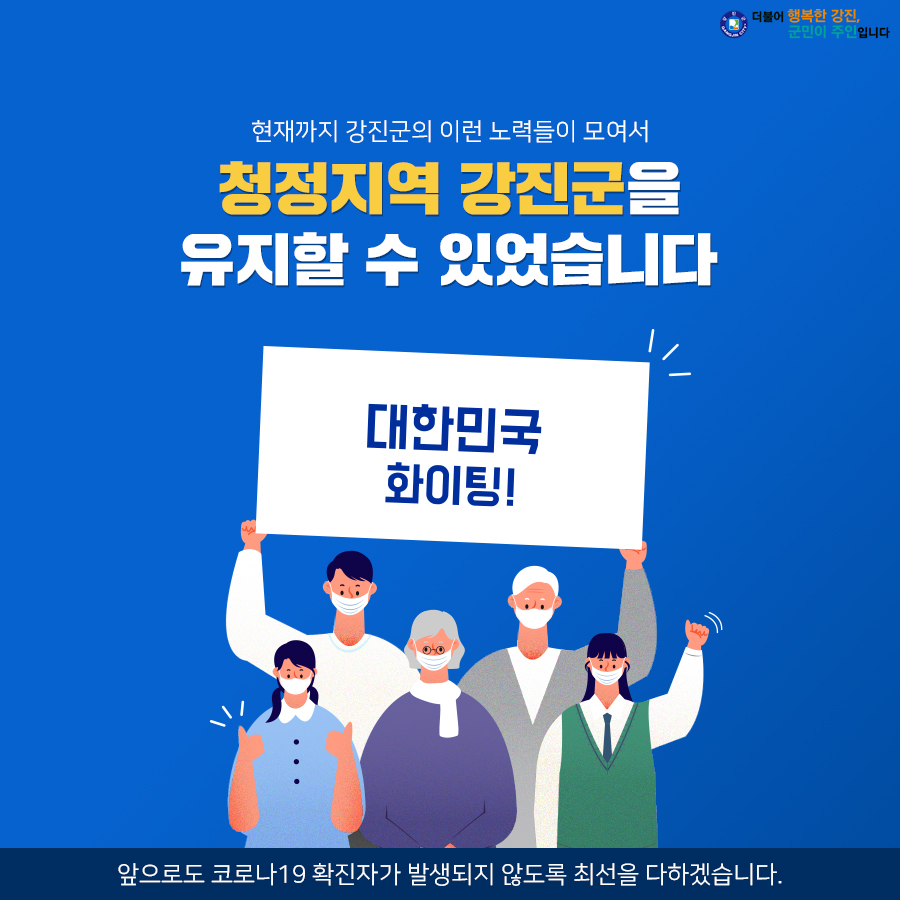 더불어 행복한 강진,
군민이 주인입니다
현재까지 강진군의 이런 노력들이 모여서
청정지역 강진군을
유지할 수 있었습니다
대한민국
화이팅!
앞으로도 코로나19 확진자가 발생되지 않도록 최선을 다하겠습니다.